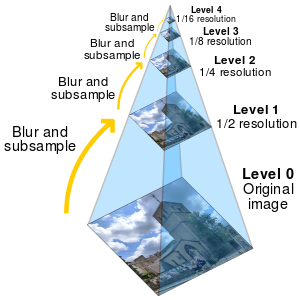 Level 4
1/16 resolution
Blur and
subsample
Level 3
1/8 resolution
Blur and
subsample
Level 2
1/4 resolution
Blur and
subsample
Level 1
1/2 resolution
Blur and
subsample
Level 0
Original
image